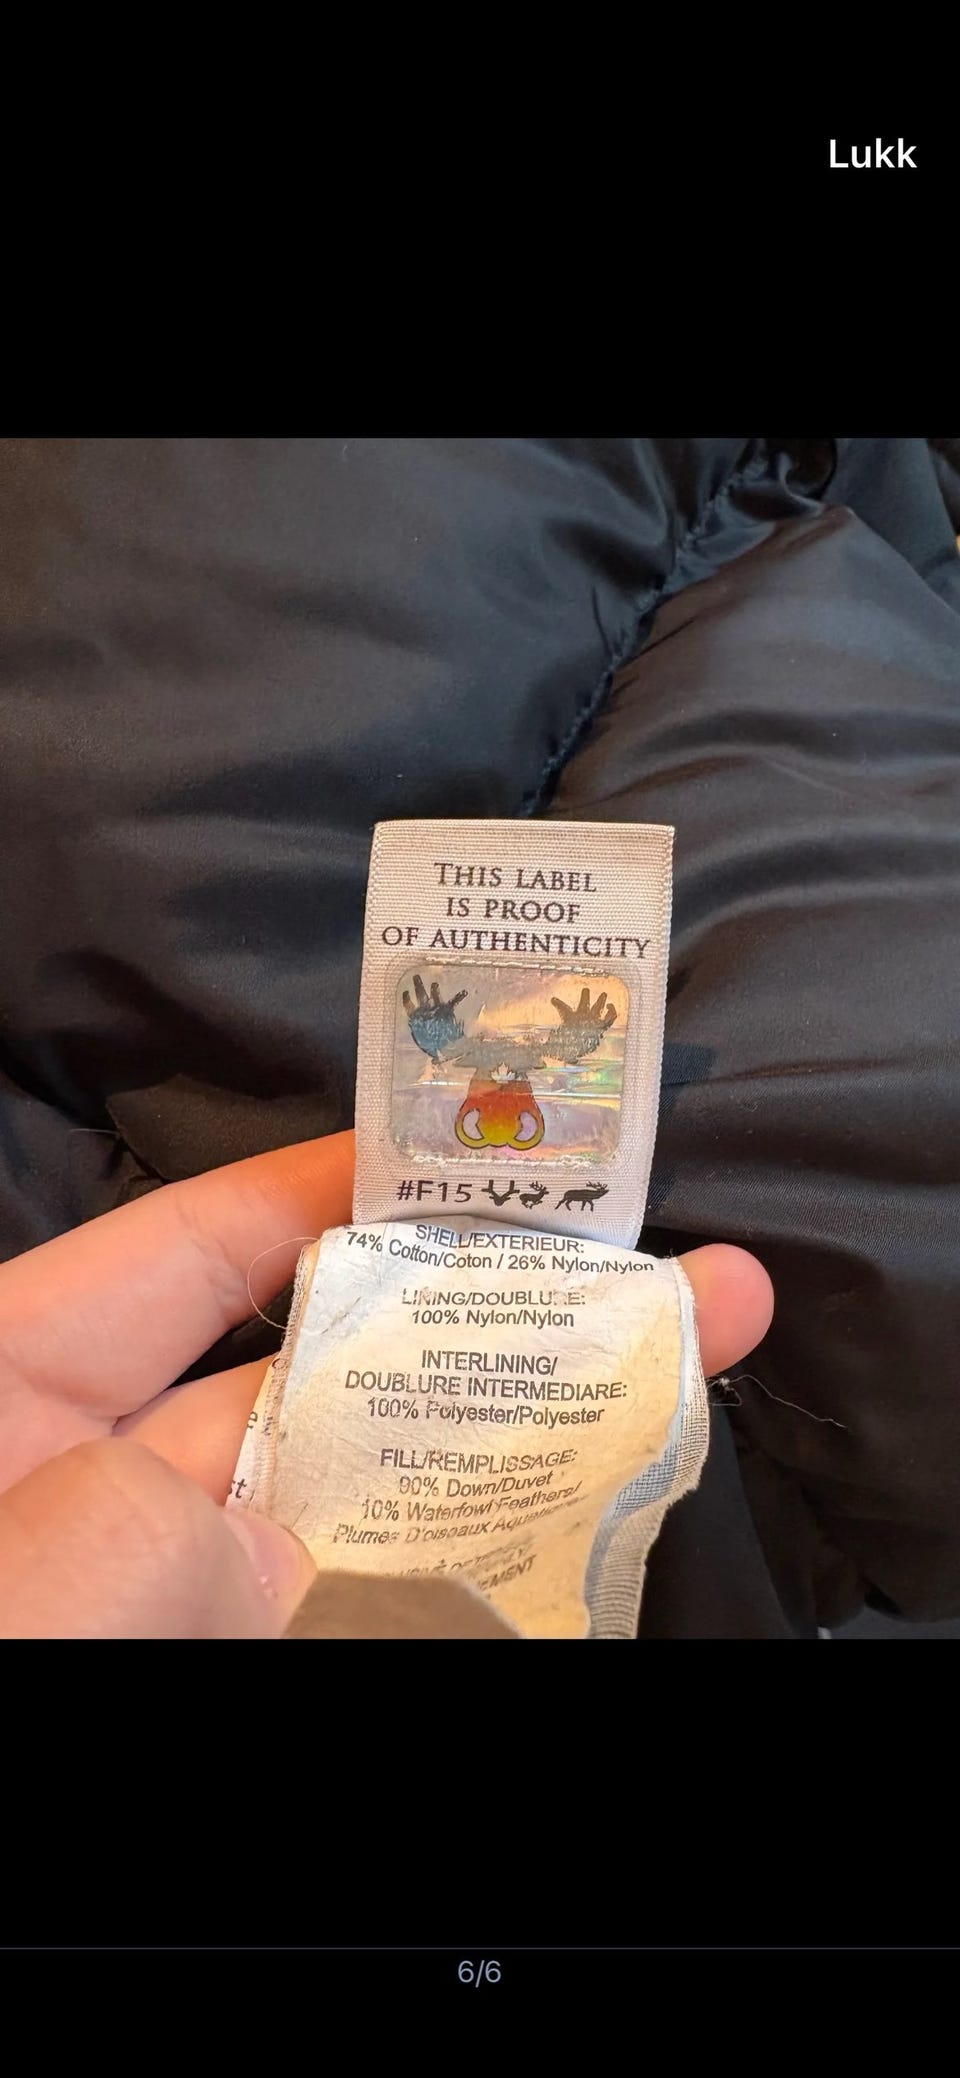 Lukk
THIS LABEL
IS PROOF
OF AUTHENTICITY
#F15
SHELL/EXTERIEUR:
74% Cotton/Coton / 26% Nylon/Nylon
LINING/DOUBLURE:
100% Nylon/Nylon
INTERLINING/
DOUBLURE INTERMEDIARE:
100% Polyester/Polyester
FILL/REMPLISSAGE:
90% Down/Duvet
10% Waterfowl Feathers/
Plumes D'oiseaux
6/6